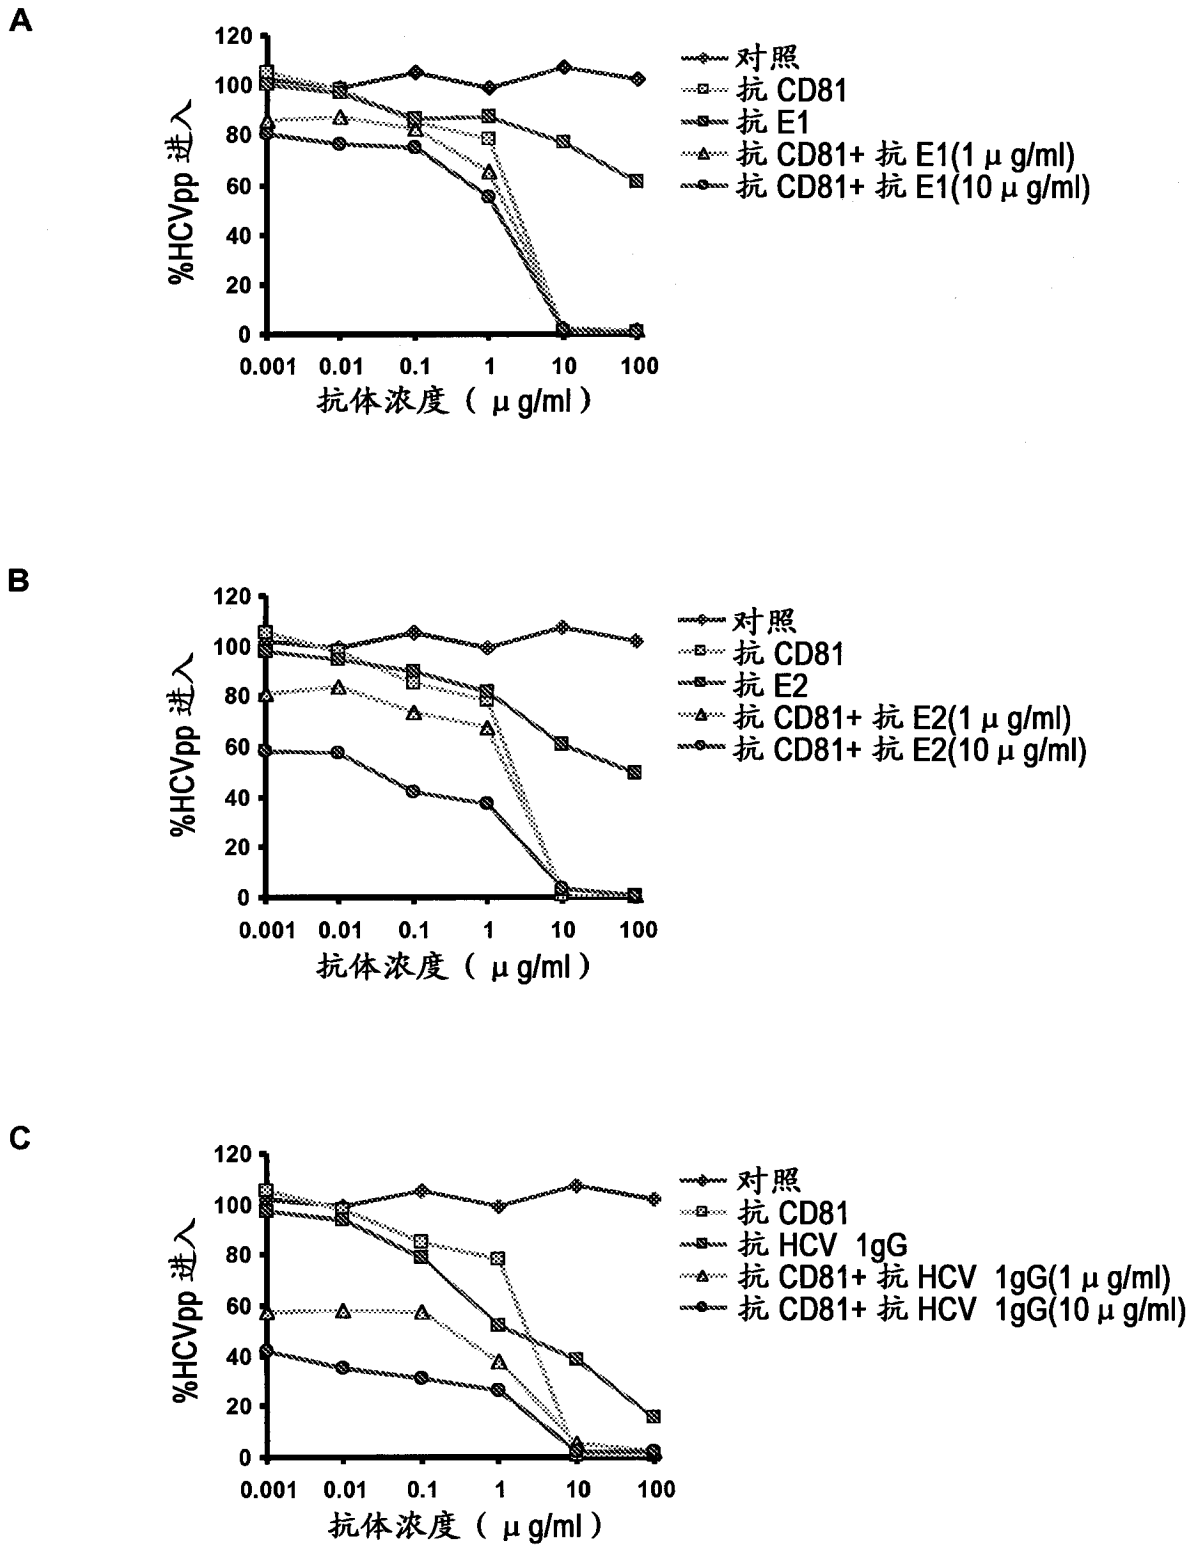 A
120
100
80
60
40
20
0
%HCVpp 进入
0.001 0.01 0.1 1 10 100
抗体浓度 ( μ g/ml )
对照
抗 CD81
抗 E1
抗 CD81+ 抗 E1(1 μ g/ml)
抗 CD81+ 抗 E1(10 μ g/ml)
B
120
100
80
60
40
20
0
%HCVpp 进入
0.001 0.01 0.1 1 10 100
抗体浓度 ( μ g/ml )
对照
抗 CD81
抗 E2
抗 CD81+ 抗 E2(1 μ g/ml)
抗 CD81+ 抗 E2(10 μ g/ml)
C
120
100
80
60
40
20
0
%HCVpp 进入
0.001 0.01 0.1 1 10 100
抗体浓度 ( μ g/ml )
对照
抗 CD81
抗 HCV 1gG
抗 CD81+ 抗 HCV 1gG(1 μ g/ml)
抗 CD81+ 抗 HCV 1gG(10 μ g/ml)